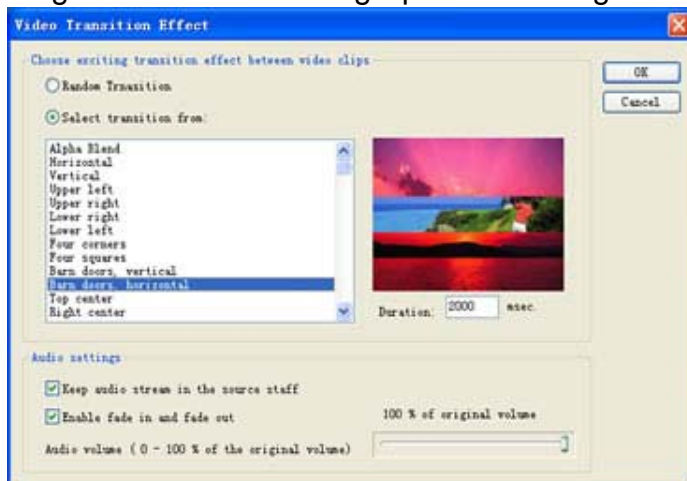 Video Transition Effect
Choose exciting transition effect between video clips
OK
Random Trnasition
Cancel
Select transition from:
Alpha Blend
Horizontal
Vertical
Upper left
Upper right
Lower right
Lower left
Four corners
Four squares
Barn doors, vertical
Barn doors, horizontal
Top center
Right center
Duration: 2000 msec.
Audio settings
Keep audio stream in the source staff
Enable fade in and fade out
100 % of original volume
Audio volume ( 0 - 100 % of the original volume)